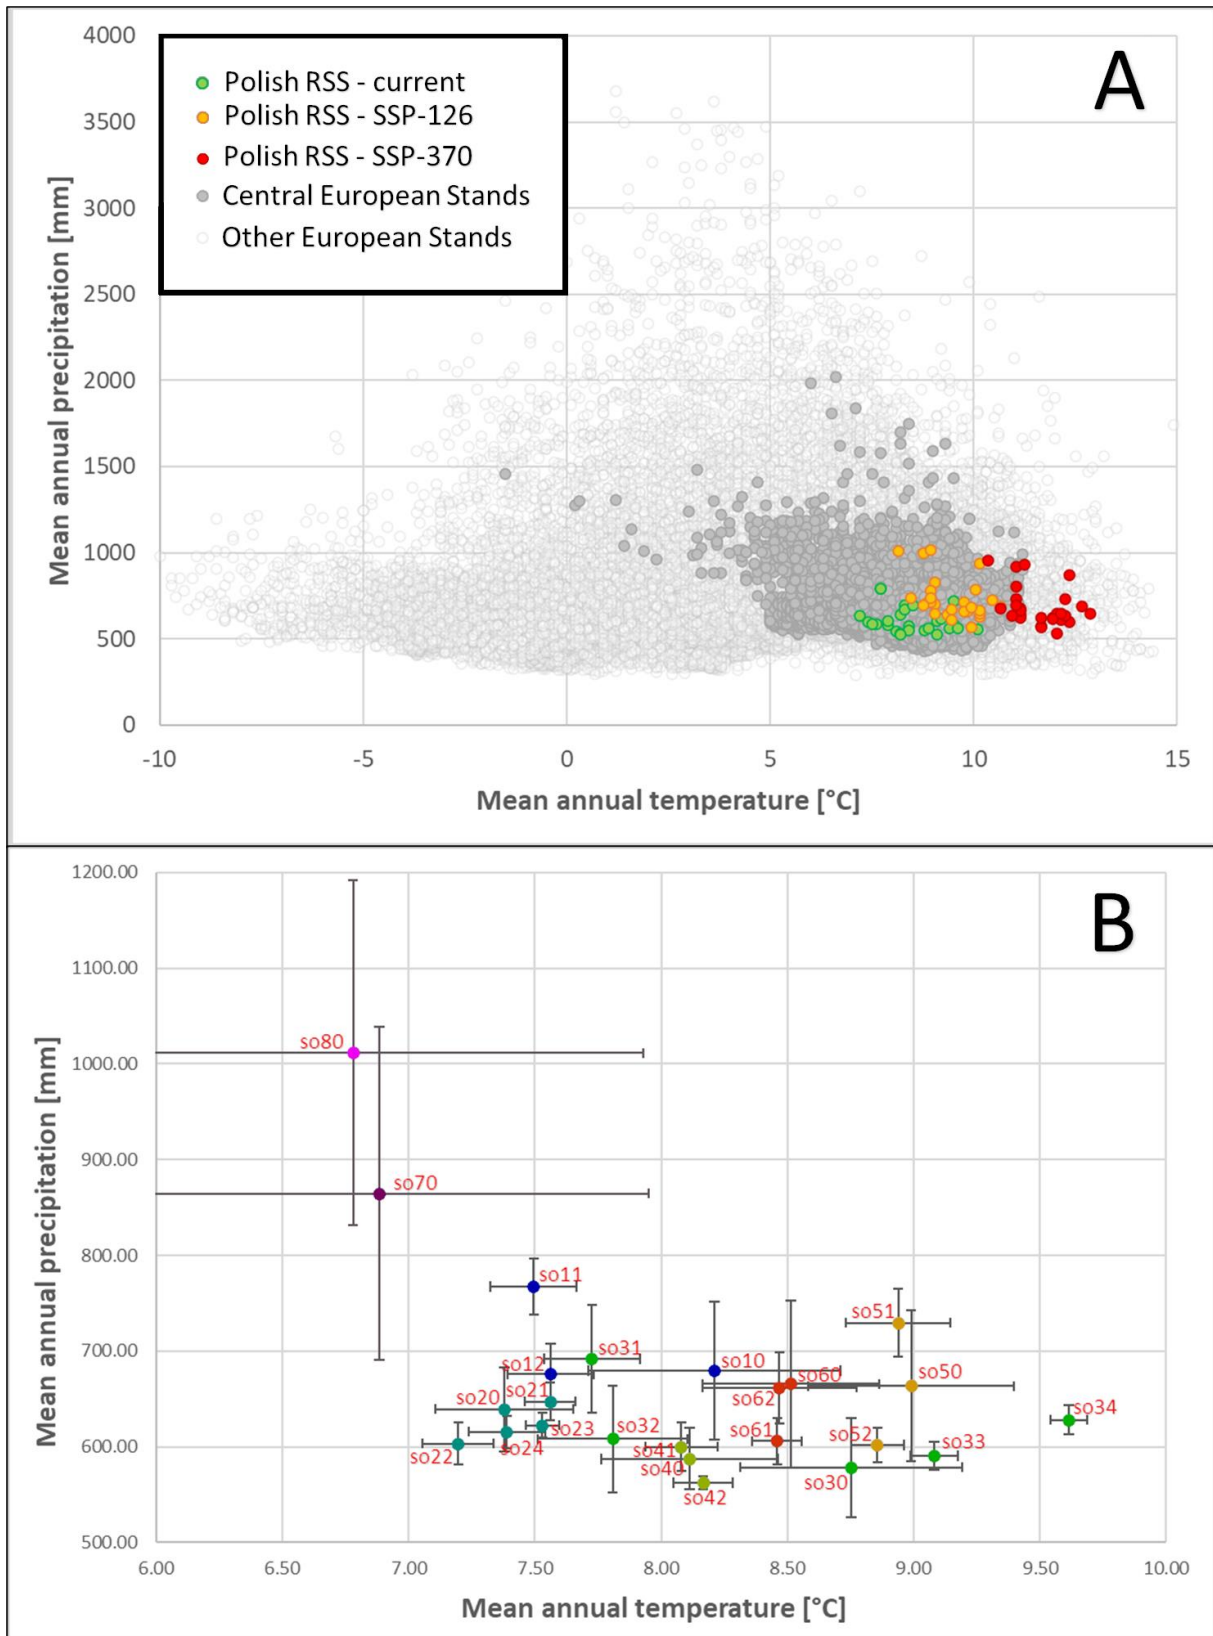 A
Polish RSS - current
Polish RSS - SSP-126
Polish RSS - SSP-370
Central European Stands
Other European Stands
4000
3500
3000
2500
2000
1500
1000
500
0
-10 -5 0 5 10 15
Mean annual precipitation [mm]
Mean annual temperature [°C]
B
1200.00
1100.00
1000.00
900.00
800.00
700.00
600.00
500.00
so80
so70
so11
so31
so12
so10
so51
so60
so50
so21
so20
so62
so34
so23
so32
so61
so52
so33
so22
so24
so41
so40
so30
so42
6.00 7.00 7.50 8.00 8.50 9.00 9.50 10.00
Mean annual precipitation [mm]
Mean annual temperature [°C]